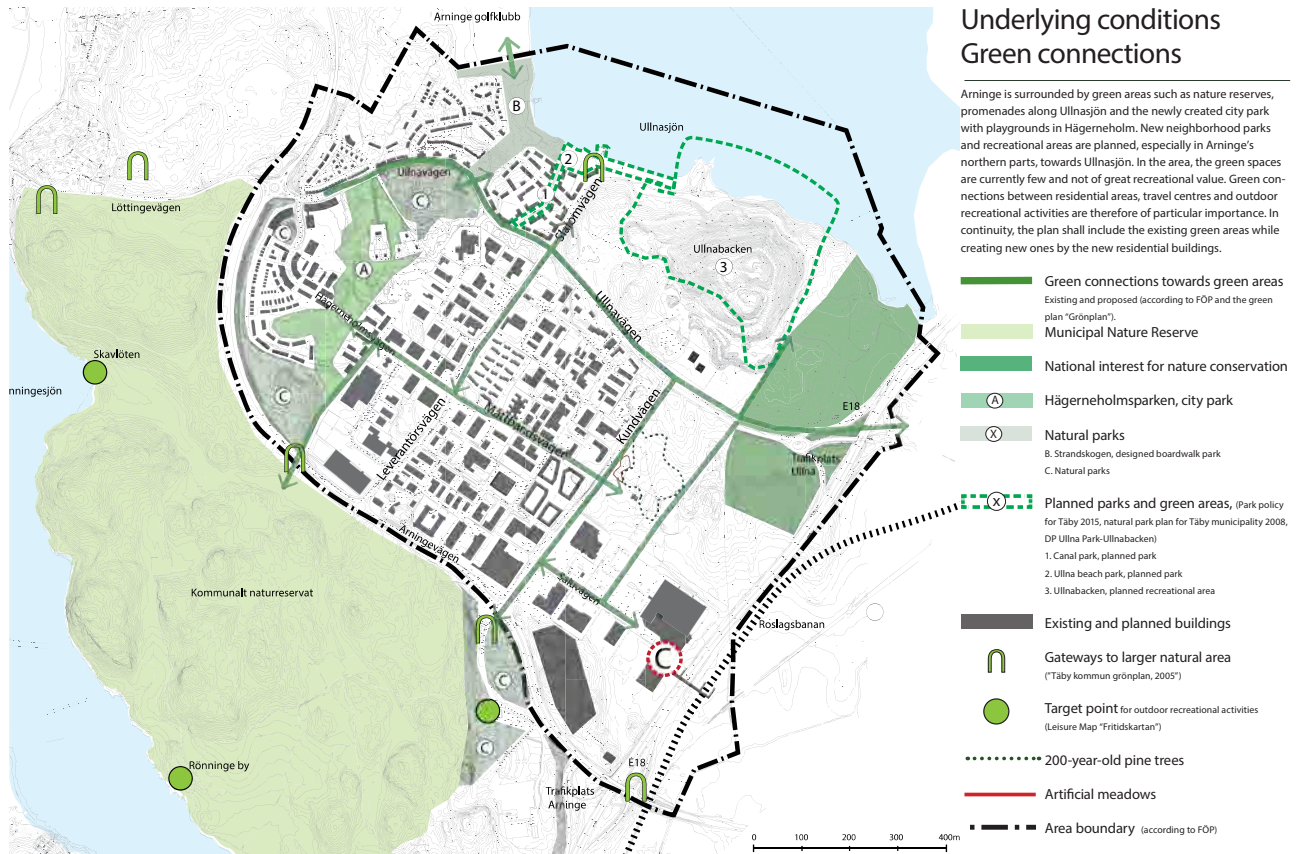 Underlying conditions
Green connections
Arninge is surrounded by green areas such as nature reserves,
promenades along Ullnasjön and the newly created city park
with playgrounds in Hägerneholm. New neighborhood parks
and recreational areas are planned, especially in Arninge's
northern parts, towards Ullnasjön. In the area, the green spaces
are currently few and not of great recreational value. Green con-
nections between residential areas, travel centres and outdoor
recreational activities are therefore of particular importance. In
continuity, the plan shall include the existing green areas while
creating new ones by the new residential buildings.
Green connections towards green areas
Existing and proposed (according to FÖP and the green
plan "Grönplan").
Municipal Nature Reserve
National interest for nature conservation
A Hägerneholmsparken, city park
X Natural parks
B. Strandskogen, designed boardwalk park
C. Natural parks
X Planned parks and green areas, (Park policy
for Täby 2015, natural park plan for Täby municipality 2008,
DP Ullna Park-Ullnabacken)
1. Canal park, planned park
2. Ullna beach park, planned park
3. Ullnabacken, planned recreational area
Existing and planned buildings
Gateways to larger natural area
("Täby kommun grönplan, 2005")
Target point for outdoor recreational activities
(Leisure Map "Fritidskartan")
200-year-old pine trees
Artificial meadows
Area boundary (according to FÖP)
Arninge golfklubb
B
Ullnasjön
2
Ullnavägen
C
1
Slalomvägen
Löttingevägen
C
Ullnabacken
3
A
Hägerneholmsvägen
Ullnavägen
Skavlöten
nningesjön
C
E18
Kundvägen
Måttbandsvägen
Leverantörsvägen
Trafikplats
Ullna
Arningevägen
Kommunalt naturreservat
Saluvägen
Roslagsbanan
C
C
C
Rönninge by
E18
Trafikplats
Arninge
0 100 200 300 400m